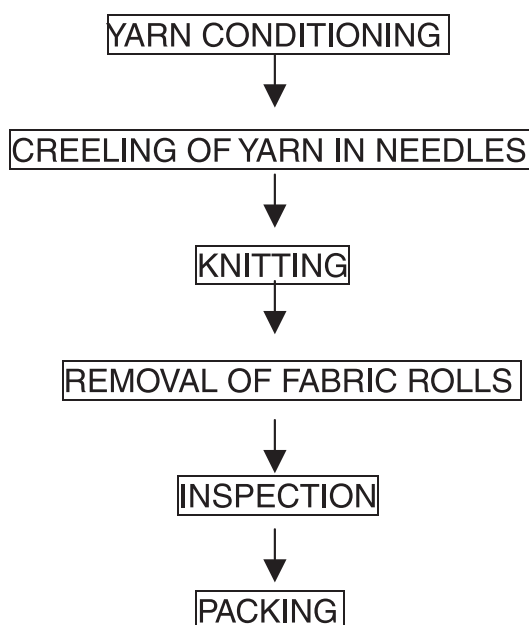 YARN CONDITIONING
CREELING OF YARN IN NEEDLES
KNITTING
REMOVAL OF FABRIC ROLLS
INSPECTION
PACKING